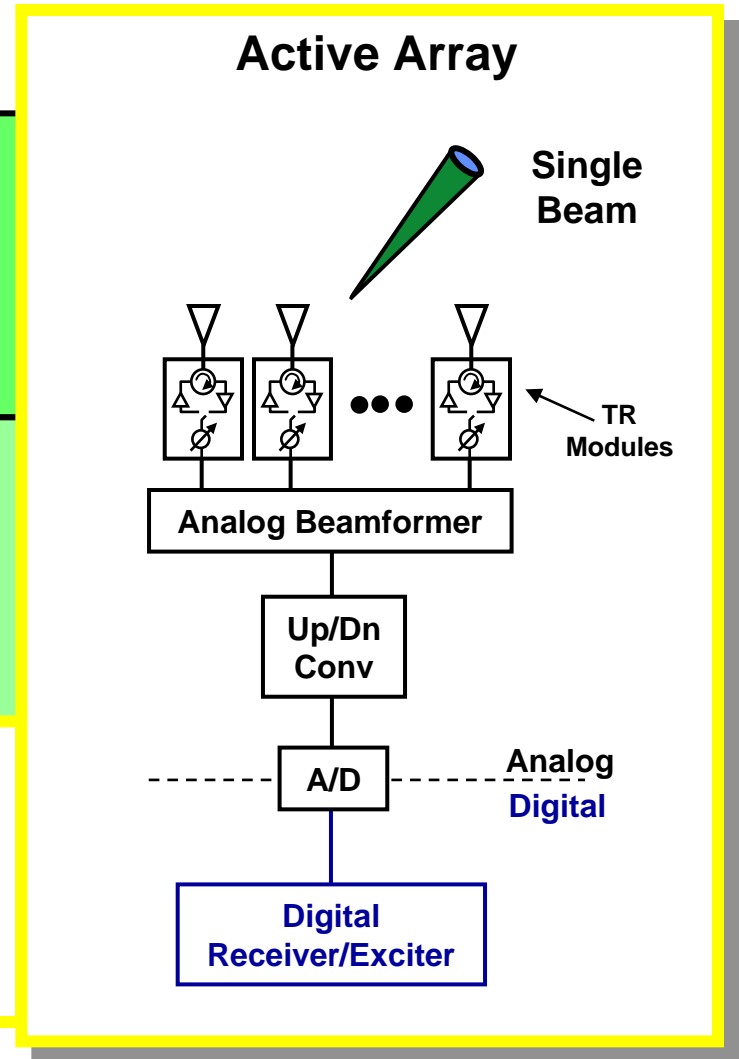 Active Array
Single
Beam
TR
Modules
Analog Beamformer
Up/Dn
Conv
A/D
Analog
Digital
Digital
Receiver/Exciter